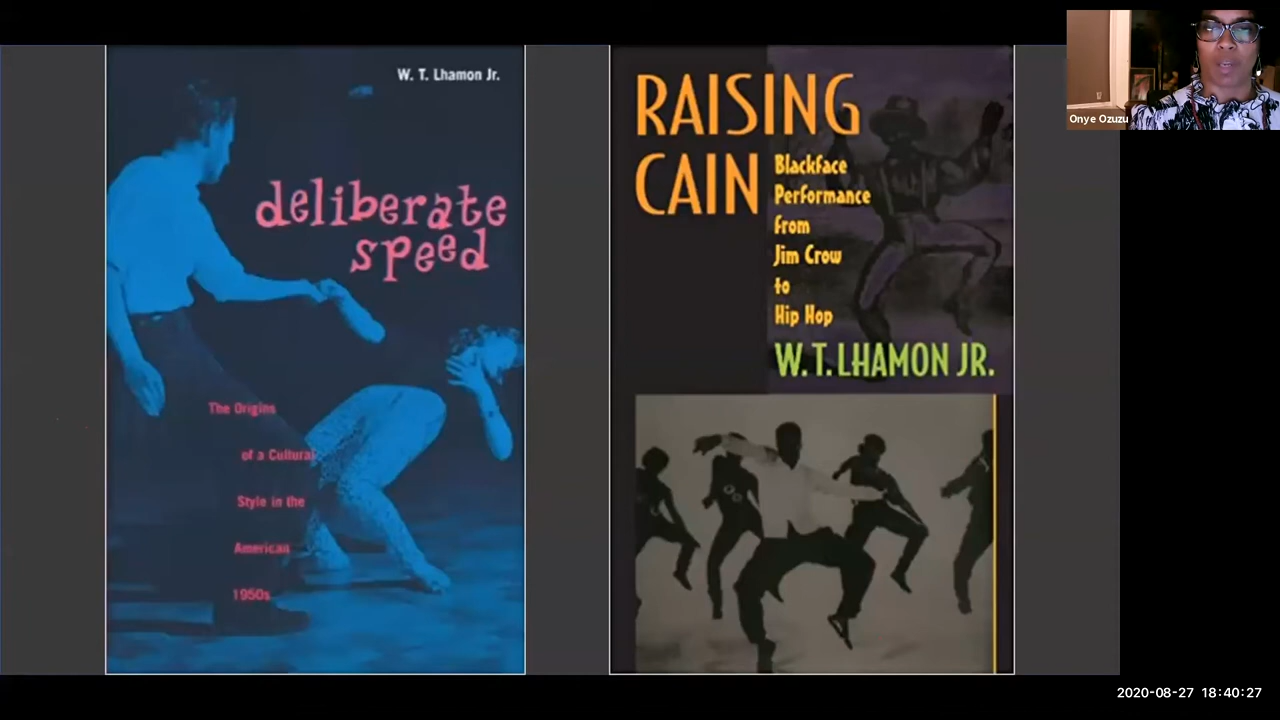 W. T. Lhamon Jr.
deliberate
speed
The Origins
of a Cultural
Style in the
American
1950s
RAISING
CAIN
Blackface
Performance
from
Jim Crow
to
Hip Hop
W. T. LHAMON JR.
Onye Ozuzu
2020-08-27 18:40:27